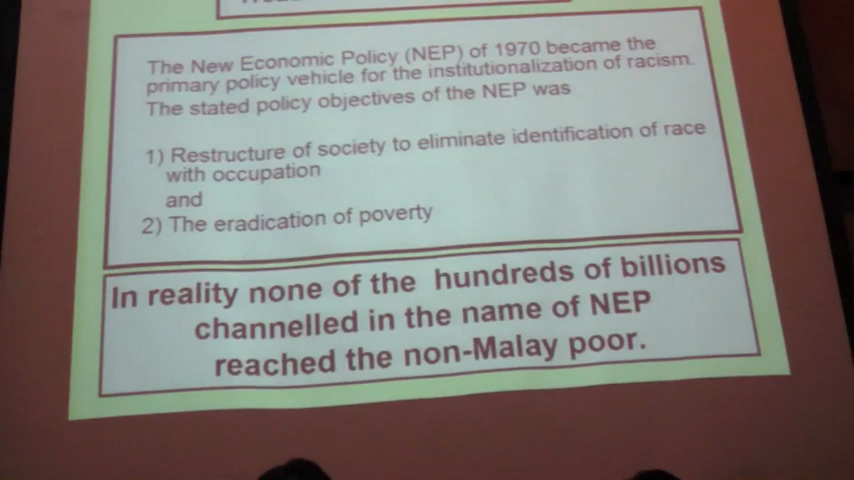 The New Economic Policy (NEP) of 1970 became the
primary policy vehicle for the institutionalization of racism.
The stated policy objectives of the NEP was
1) Restructure of society to eliminate identification of race
with occupation
and
2) The eradication of poverty
In reality none of the hundreds of billions
channelled in the name of NEP
reached the non-Malay poor.